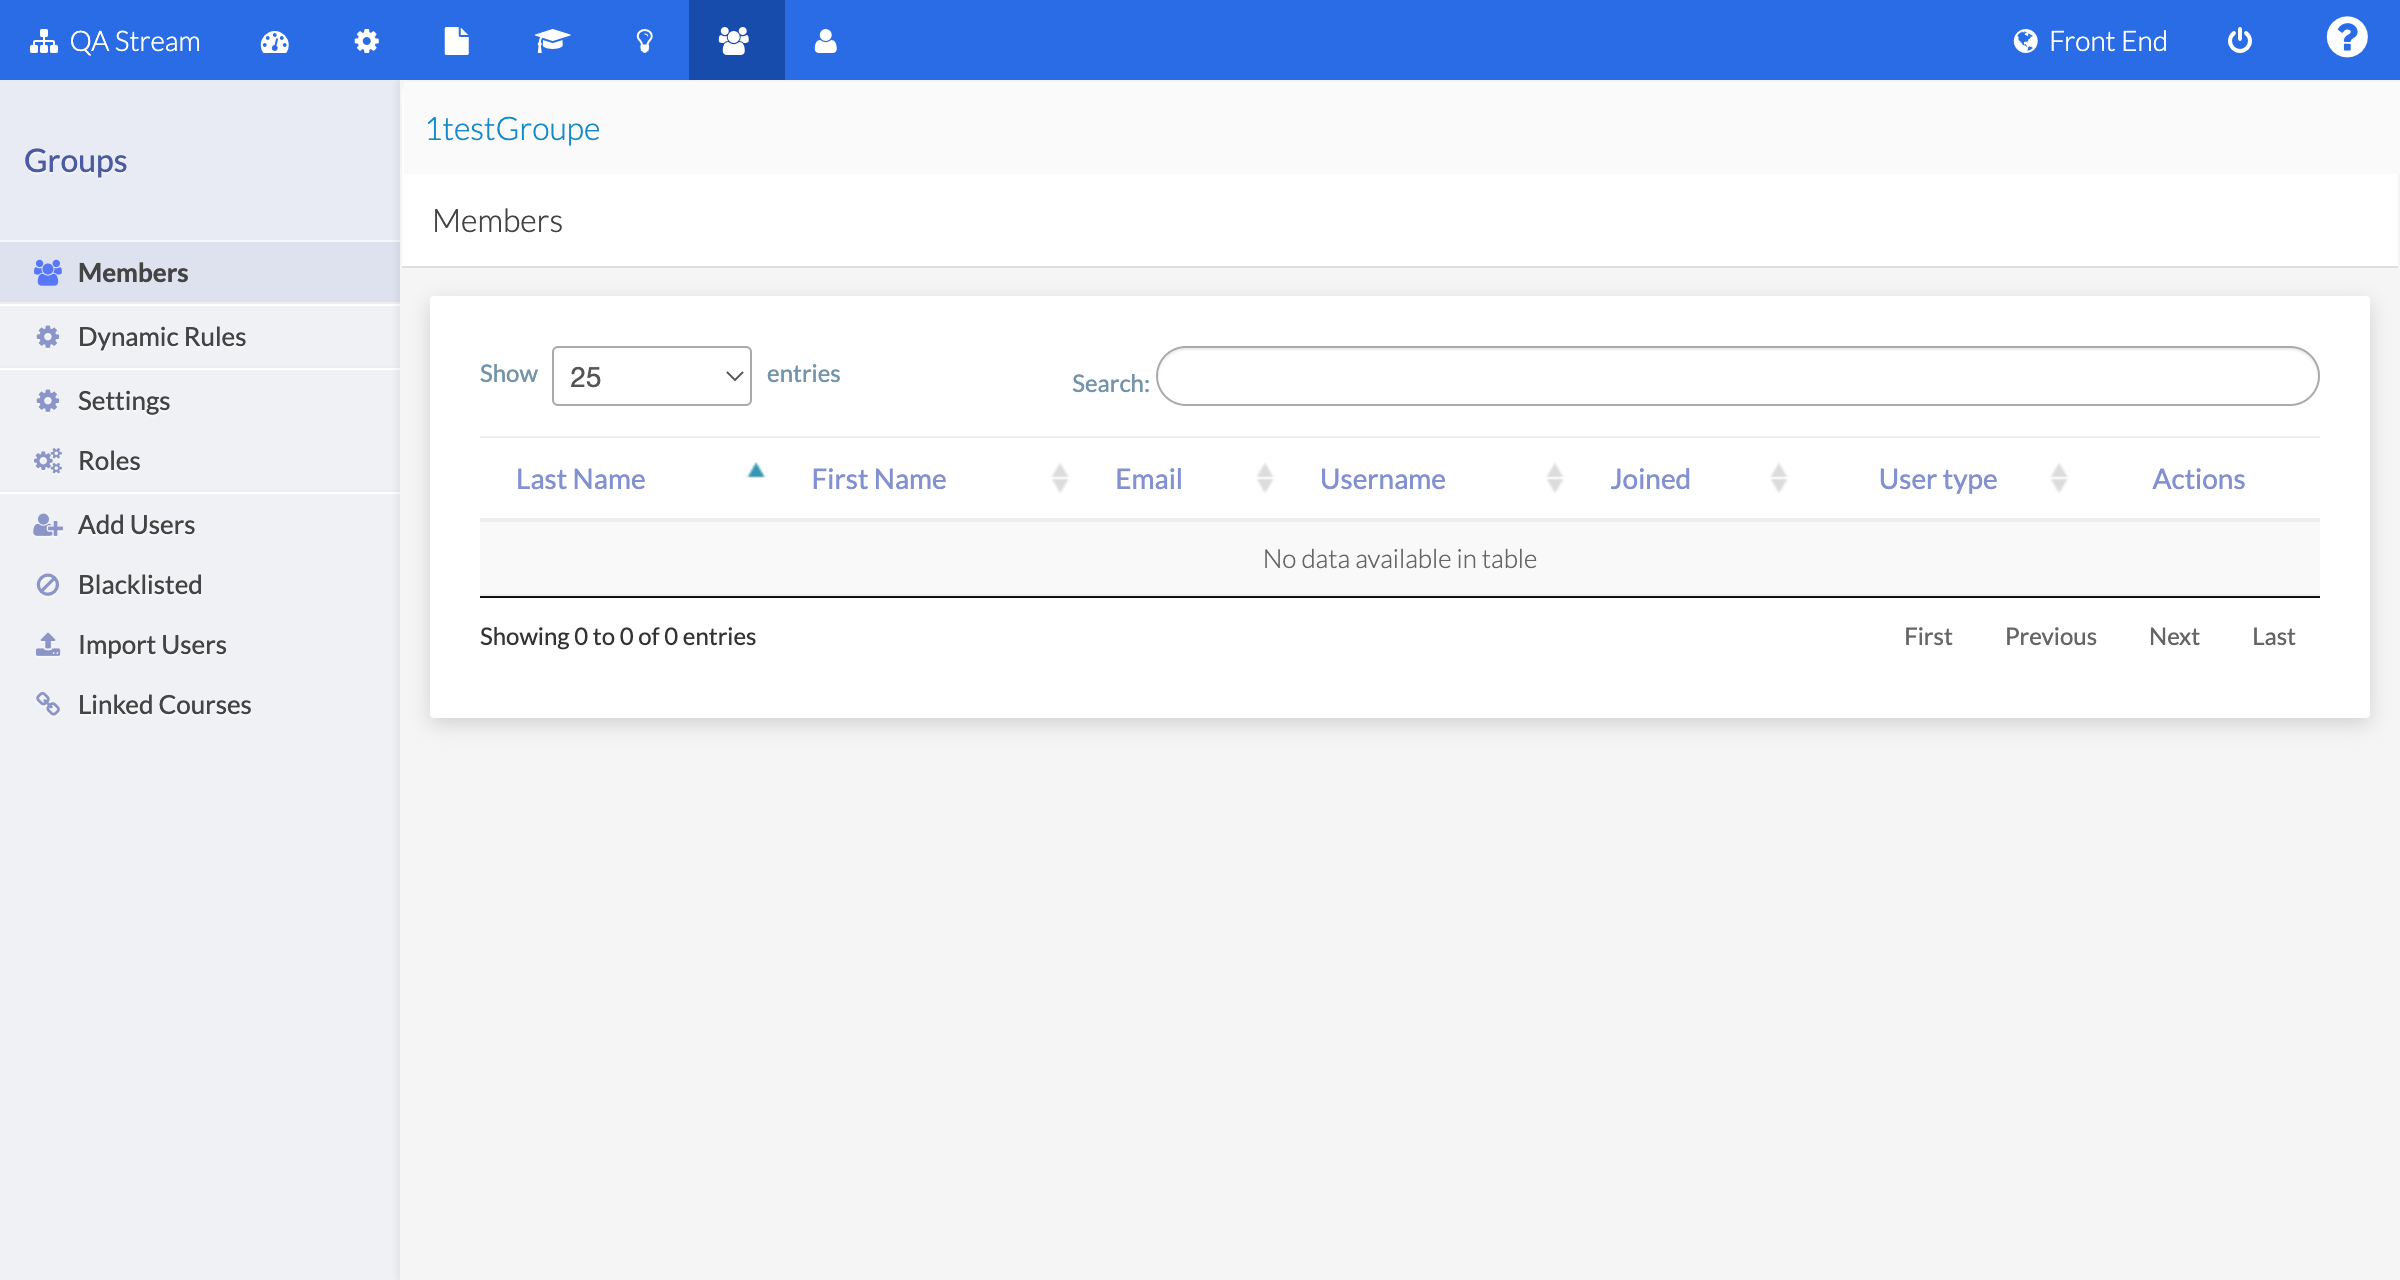 QA Stream
Front End
Groups
Members
Dynamic Rules
Settings
Roles
Add Users
Blacklisted
Import Users
Linked Courses
1testGroupe
Members
Show 25 entries
Search:
Last Name First Name Email Username Joined User type Actions
No data available in table
Showing 0 to 0 of 0 entries
First Previous Next Last